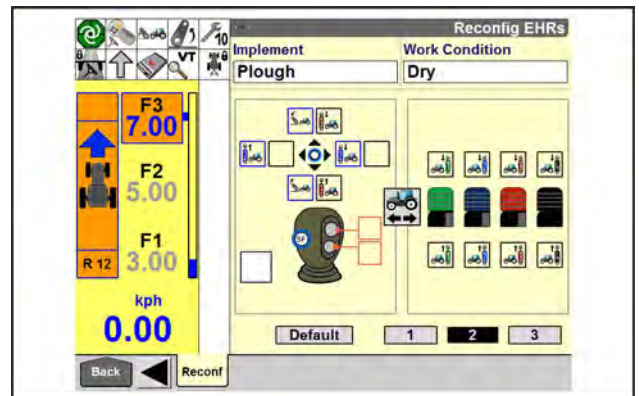 10
Reconfig EHRs
VT
Implement
Work Condition
Plough
Dry
F3
7.00
F2
5.00
F1
R 12
3.00
SF
kph
0.00
Default
1
2
3
Back
Reconf